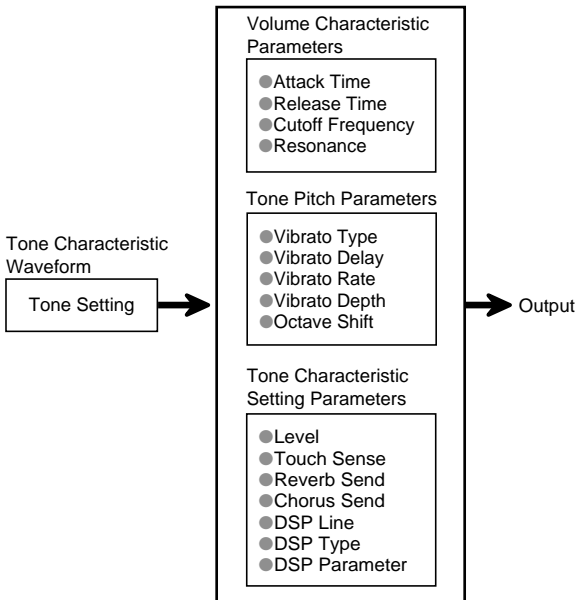 Volume Characteristic
Parameters
Attack Time
Release Time
Cutoff Frequency
Resonance
Tone Pitch Parameters
Vibrato Type
Vibrato Delay
Vibrato Rate
Vibrato Depth
Octave Shift
Tone Characteristic
Waveform
Tone Setting
Output
Tone Characteristic
Setting Parameters
Level
Touch Sense
Reverb Send
Chorus Send
DSP Line
DSP Type
DSP Parameter